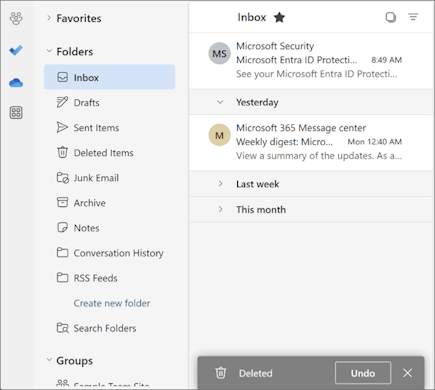 Favorites
Folders
Inbox
Drafts
Sent Items
Deleted Items
Junk Email
Archive
Notes
Conversation History
RSS Feeds
Create new folder
Search Folders
Groups
Sample Team Site
Inbox
MS
Microsoft Security
Microsoft Entra ID Protecti... 8:49 AM
See your Microsoft Entra ID Protecti...
Yesterday
M
Microsoft 365 Message center
Weekly digest: Micro... Mon 12:40 AM
View a summary of the updates. As a...
Last week
This month
Deleted Undo